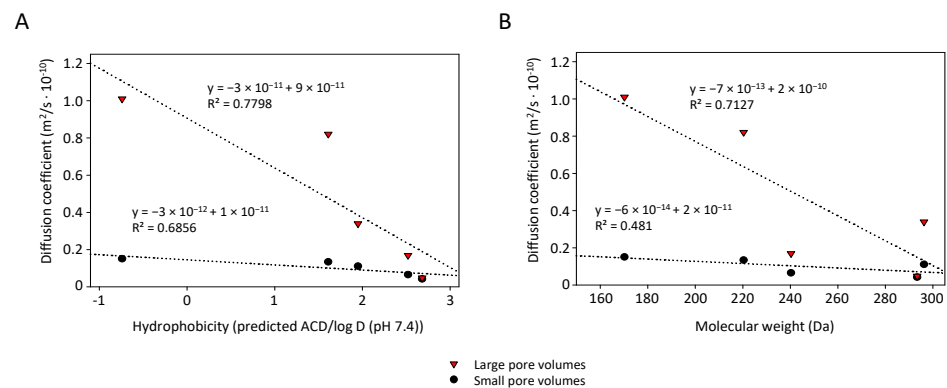 A
Diffusion coefficient (m²/s · 10⁻¹⁰)
1.2
1.0
0.8
0.6
0.4
0.2
0
y = −3 × 10⁻¹¹ + 9 × 10⁻¹¹
R² = 0.7798
y = −3 × 10⁻¹² + 1 × 10⁻¹¹
R² = 0.6856
-1 0 1 2 3
Hydrophobicity (predicted ACD/log D (pH 7.4))
B
Diffusion coefficient (m²/s · 10⁻¹⁰)
1.2
1.0
0.8
0.6
0.4
0.2
0
y = −7 × 10⁻¹³ + 2 × 10⁻¹⁰
R² = 0.7127
y = −6 × 10⁻¹⁴ + 2 × 10⁻¹¹
R² = 0.481
160 180 200 220 240 260 280 300
Molecular weight (Da)
Large pore volumes
Small pore volumes